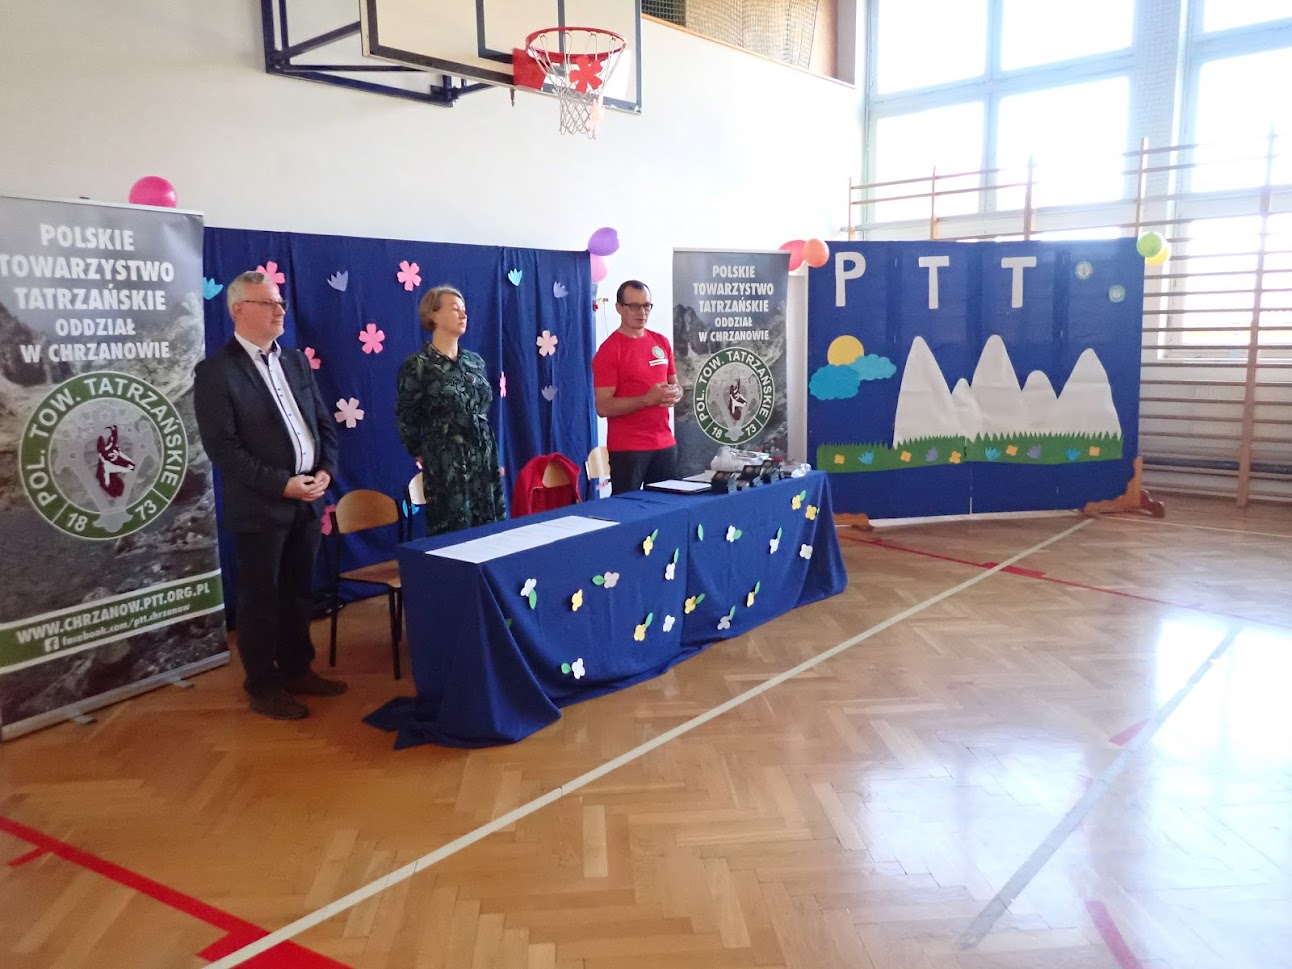 POLSKIE
TOWARZYSTWO
TATRZAŃSKIE
ODDZIAŁ
W CHRZANOWIE
POL. TOW. TATRZAŃSKIE
18 73
WWW.CHRZANOW.PTT.ORG.PL
facebook.com/ptt.chrzanow
POLSKIE
TOWARZYSTWO
TATRZAŃSKIE
ODDZIAŁ
W CHRZANOWIE
POL. TOW. TATRZAŃSKIE
18 73
P T T